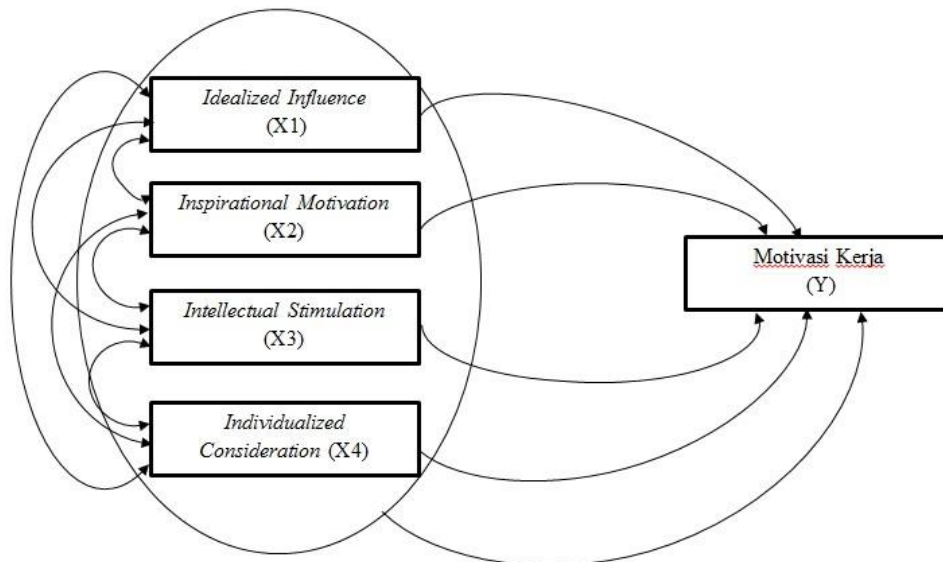 Idealized Influence
(X1)
Inspirational Motivation
(X2)
Intellectual Stimulation
(X3)
Individualized
Consideration (X4)
Motivasi Kerja
(Y)